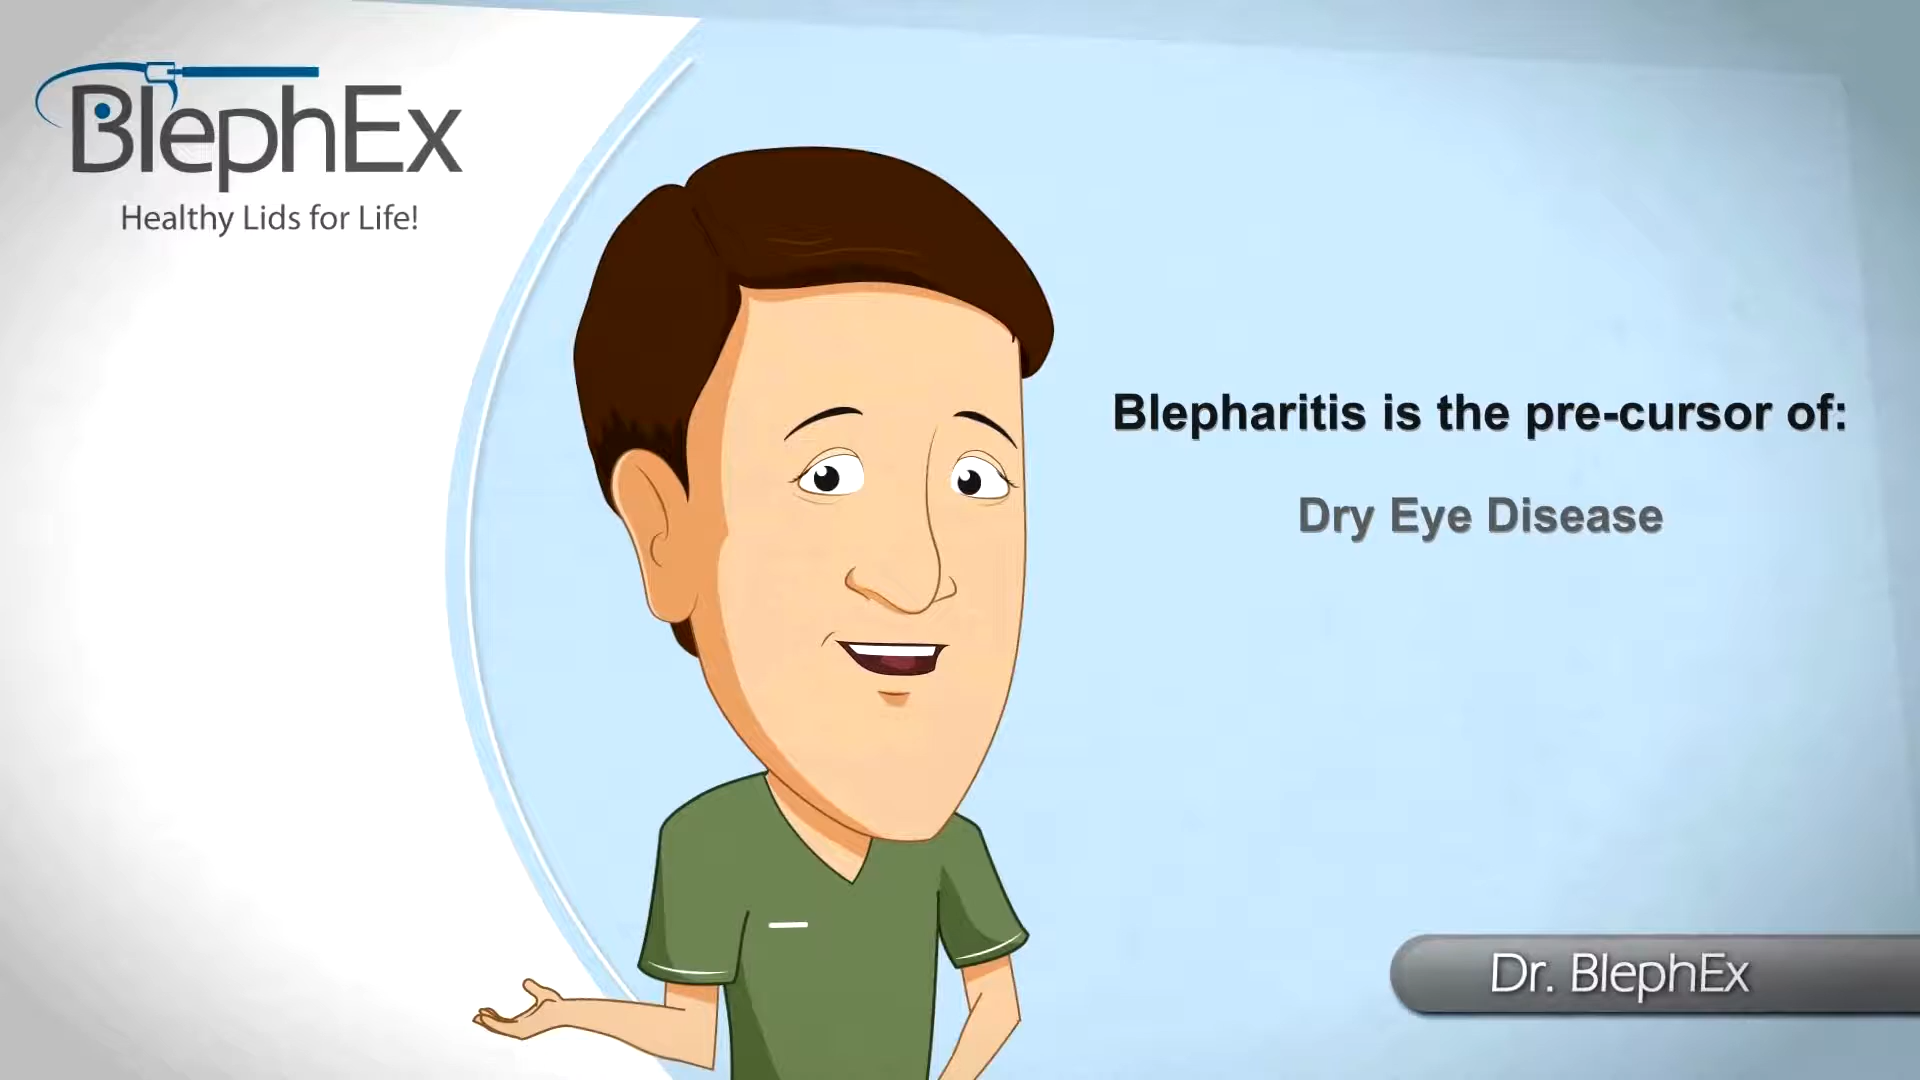 BlephEx
Healthy Lids for Life!
Blepharitis is the pre-cursor of:
Dry Eye Disease
Dr. BlephEx